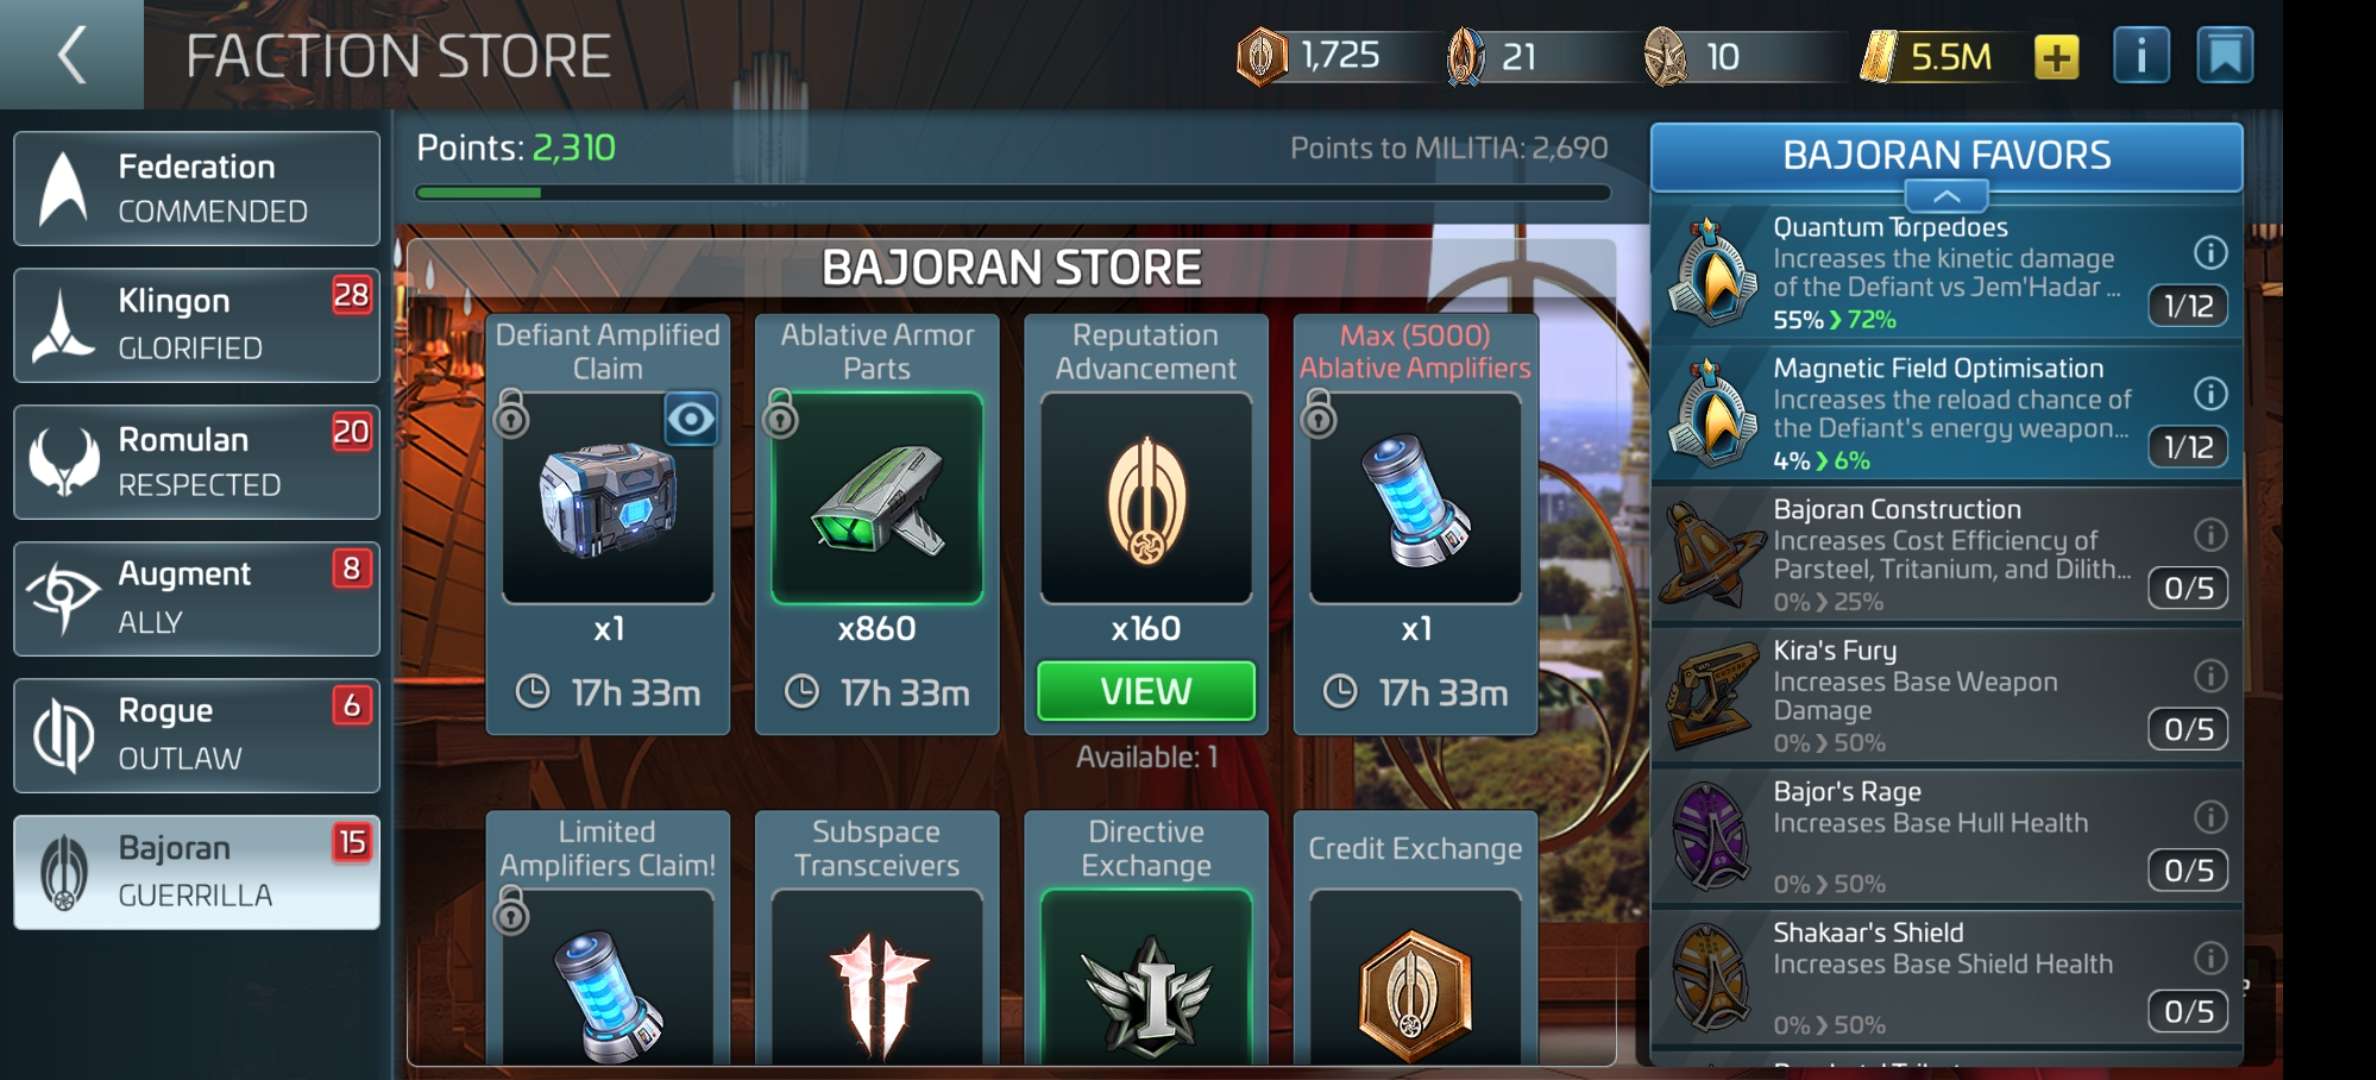 FACTION STORE
1,725
21
10
5.5M
Federation
COMMENDED
Klingon
28
GLORIFIED
Romulan
20
RESPECTED
Augment
8
ALLY
Rogue
6
OUTLAW
Bajoran
15
GUERRILLA
Points: 2,310
Points to MILITIA: 2,690
BAJORAN STORE
Defiant Amplified
Claim
x1
17h 33m
Ablative Armor
Parts
x860
17h 33m
Reputation
Advancement
x160
VIEW
Available: 1
Max (5000)
Ablative Amplifiers
x1
17h 33m
Limited
Amplifiers Claim!
Subspace
Transceivers
Directive
Exchange
Credit Exchange
BAJORAN FAVORS
Quantum Torpedoes
Increases the kinetic damage
of the Defiant vs Jem'Hadar ...
55% > 72%
1/12
Magnetic Field Optimisation
Increases the reload chance of
the Defiant's energy weapon...
4% > 6%
1/12
Bajoran Construction
Increases Cost Efficiency of
Parsteel, Tritanium, and Dilith...
0% > 25%
0/5
Kira's Fury
Increases Base Weapon
Damage
0% > 50%
0/5
Bajor's Rage
Increases Base Hull Health
0% > 50%
0/5
Shakaar's Shield
Increases Base Shield Health
0% > 50%
0/5